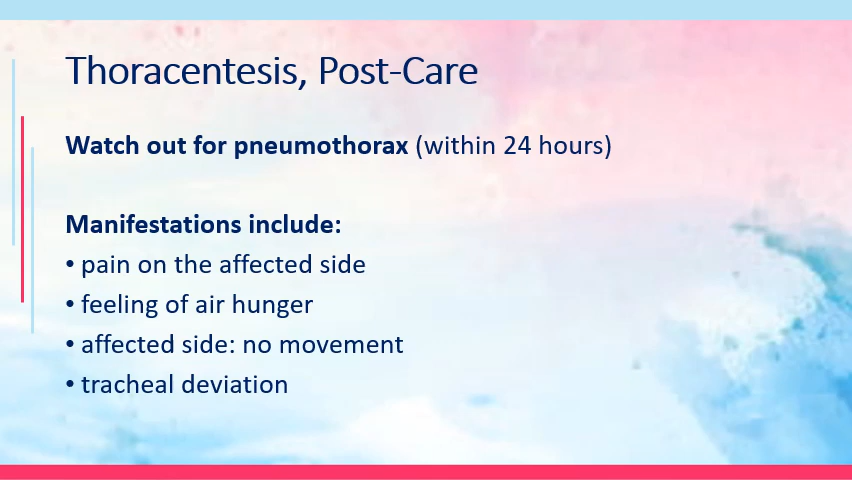 Thoracentesis, Post-Care
Watch out for pneumothorax (within 24 hours)
Manifestations include:
• pain on the affected side
• feeling of air hunger
• affected side: no movement
• tracheal deviation